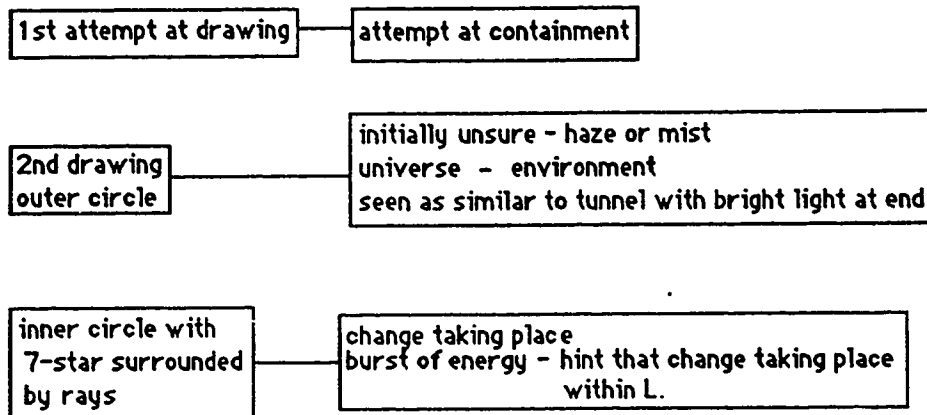 1st attempt at drawing
attempt at containment
2nd drawing
outer circle
initially unsure - haze or mist
universe - environment
seen as similar to tunnel with bright light at end
inner circle with
7-star surrounded
by rays
change taking place
burst of energy - hint that change taking place
within L.